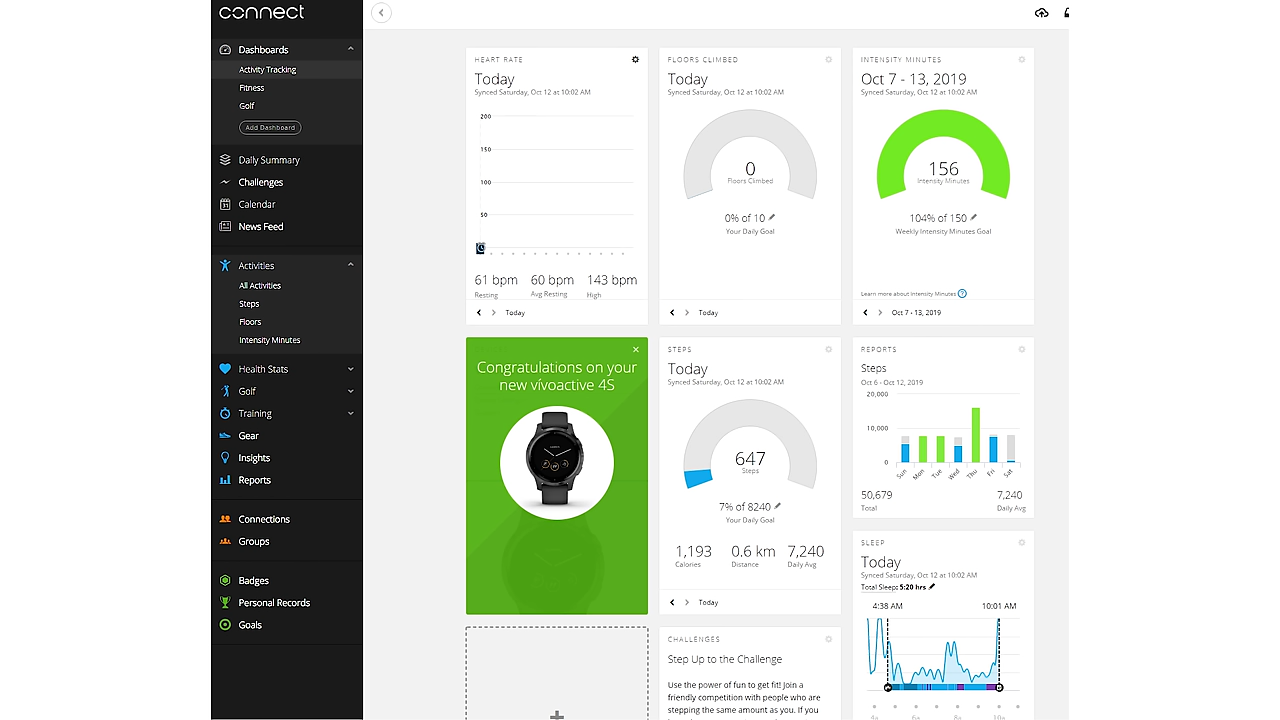 connect
Dashboards
Activity Tracking
Fitness
Golf
Add Dashboard
Daily Summary
Challenges
Calendar
News Feed
Activities
All Activities
Steps
Floors
Intensity Minutes
Health Stats
Golf
Training
Gear
Insights
Reports
Connections
Groups
Badges
Personal Records
Goals
HEART RATE
Today
Synced Saturday, Oct 12 at 10:02 AM
200
150
100
50
61 bpm 60 bpm 143 bpm
Resting Avg Resting High
Today
FLOORS CLIMBED
Today
Synced Saturday, Oct 12 at 10:02 AM
0
Floors Climbed
0% of 10
Your Daily Goal
Today
INTENSITY MINUTES
Oct 7 - 13, 2019
Synced Saturday, Oct 12 at 10:02 AM
156
Intensity Minutes
104% of 150
Weekly Intensity Minutes Goal
Learn more about Intensity Minutes ?
Oct 7 - 13, 2019
Congratulations on your
new vívoactive 4S
STEPS
Today
Synced Saturday, Oct 12 at 10:02 AM
647
Steps
7% of 8240
Your Daily Goal
1,193 0.6 km 7,240
Calories Distance Daily Avg
Today
REPORTS
Steps
Oct 6 - Oct 12, 2019
20,000
10,000
0
Sun Mon Tue Wed Thu Fri Sat
50,679 7,240
Total Daily Avg
SLEEP
Today
Synced Saturday, Oct 12 at 10:02 AM
Total Sleep: 5:20 hrs
4:38 AM 10:01 AM
4a 6a 8a 10a
CHALLENGES
Step Up to the Challenge
Use the power of fun to get fit! Join a
friendly competition with people who are
stepping the same amount as you. If you